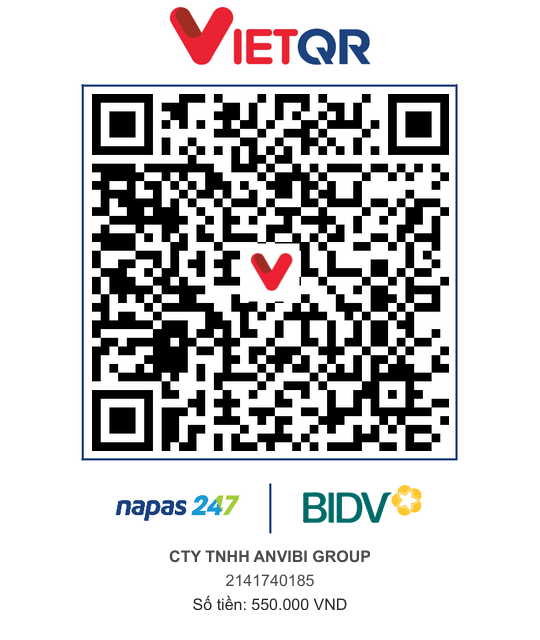 VIETQR
napas 247
BIDV
CTY TNHH ANVIBI GROUP
2141740185
Số tiền: 550.000 VND